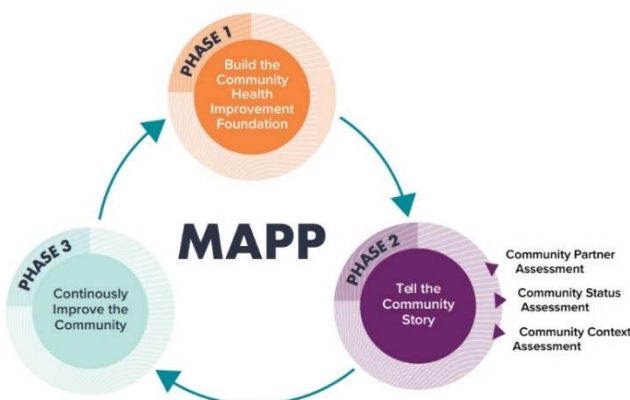 PHASE 1
Build the
Community
Health
Improvement
Foundation
MAPP
PHASE 2
Tell the
Community
Story
Community Partner
Assessment
Community Status
Assessment
Community Context
Assessment
PHASE 3
Continously
Improve the
Community